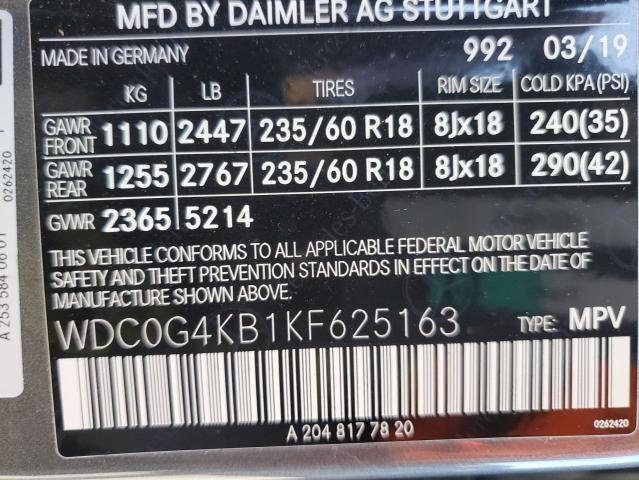 MFD BY DAIMLER AG STUTTGART
MADE IN GERMANY 992 03/19
KG LB TIRES RIM SIZE COLD KPA (PSI)
GAWR FRONT 1110 2447 235/60 R18 8Jx18 240(35)
GAWR REAR 1255 2767 235/60 R18 8Jx18 290(42)
GVWR 2365 5214
THIS VEHICLE CONFORMS TO ALL APPLICABLE FEDERAL MOTOR VEHICLE
SAFETY AND THEFT PREVENTION STANDARDS IN EFFECT ON THE DATE OF
MANUFACTURE SHOWN ABOVE.
WDC0G4KB1KF625163 TYPE: MPV
A 204 817 78 20 0262420
A 253 584 06 01
0262420